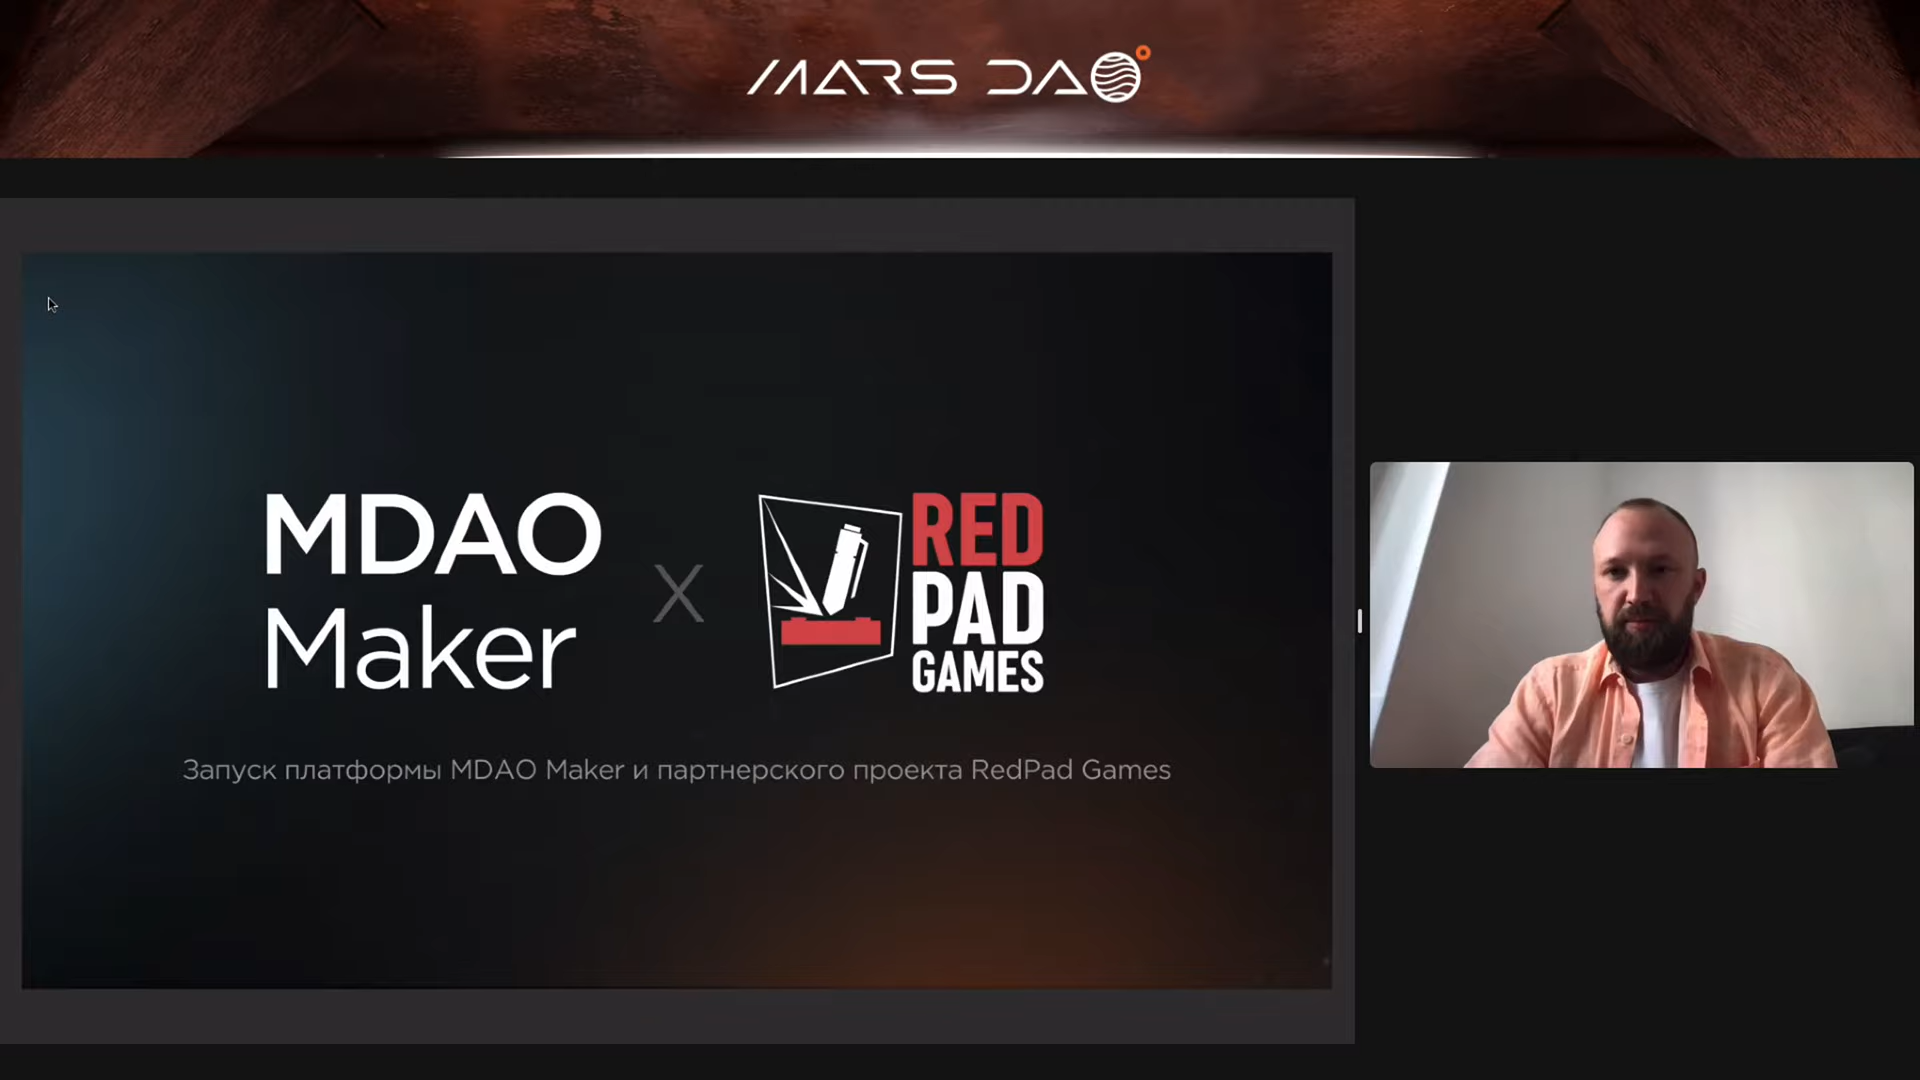 MARS DAO
MDAO
Maker
X
RED
PAD
GAMES
Запуск платформы MDAO Maker и партнерского проекта RedPad Games